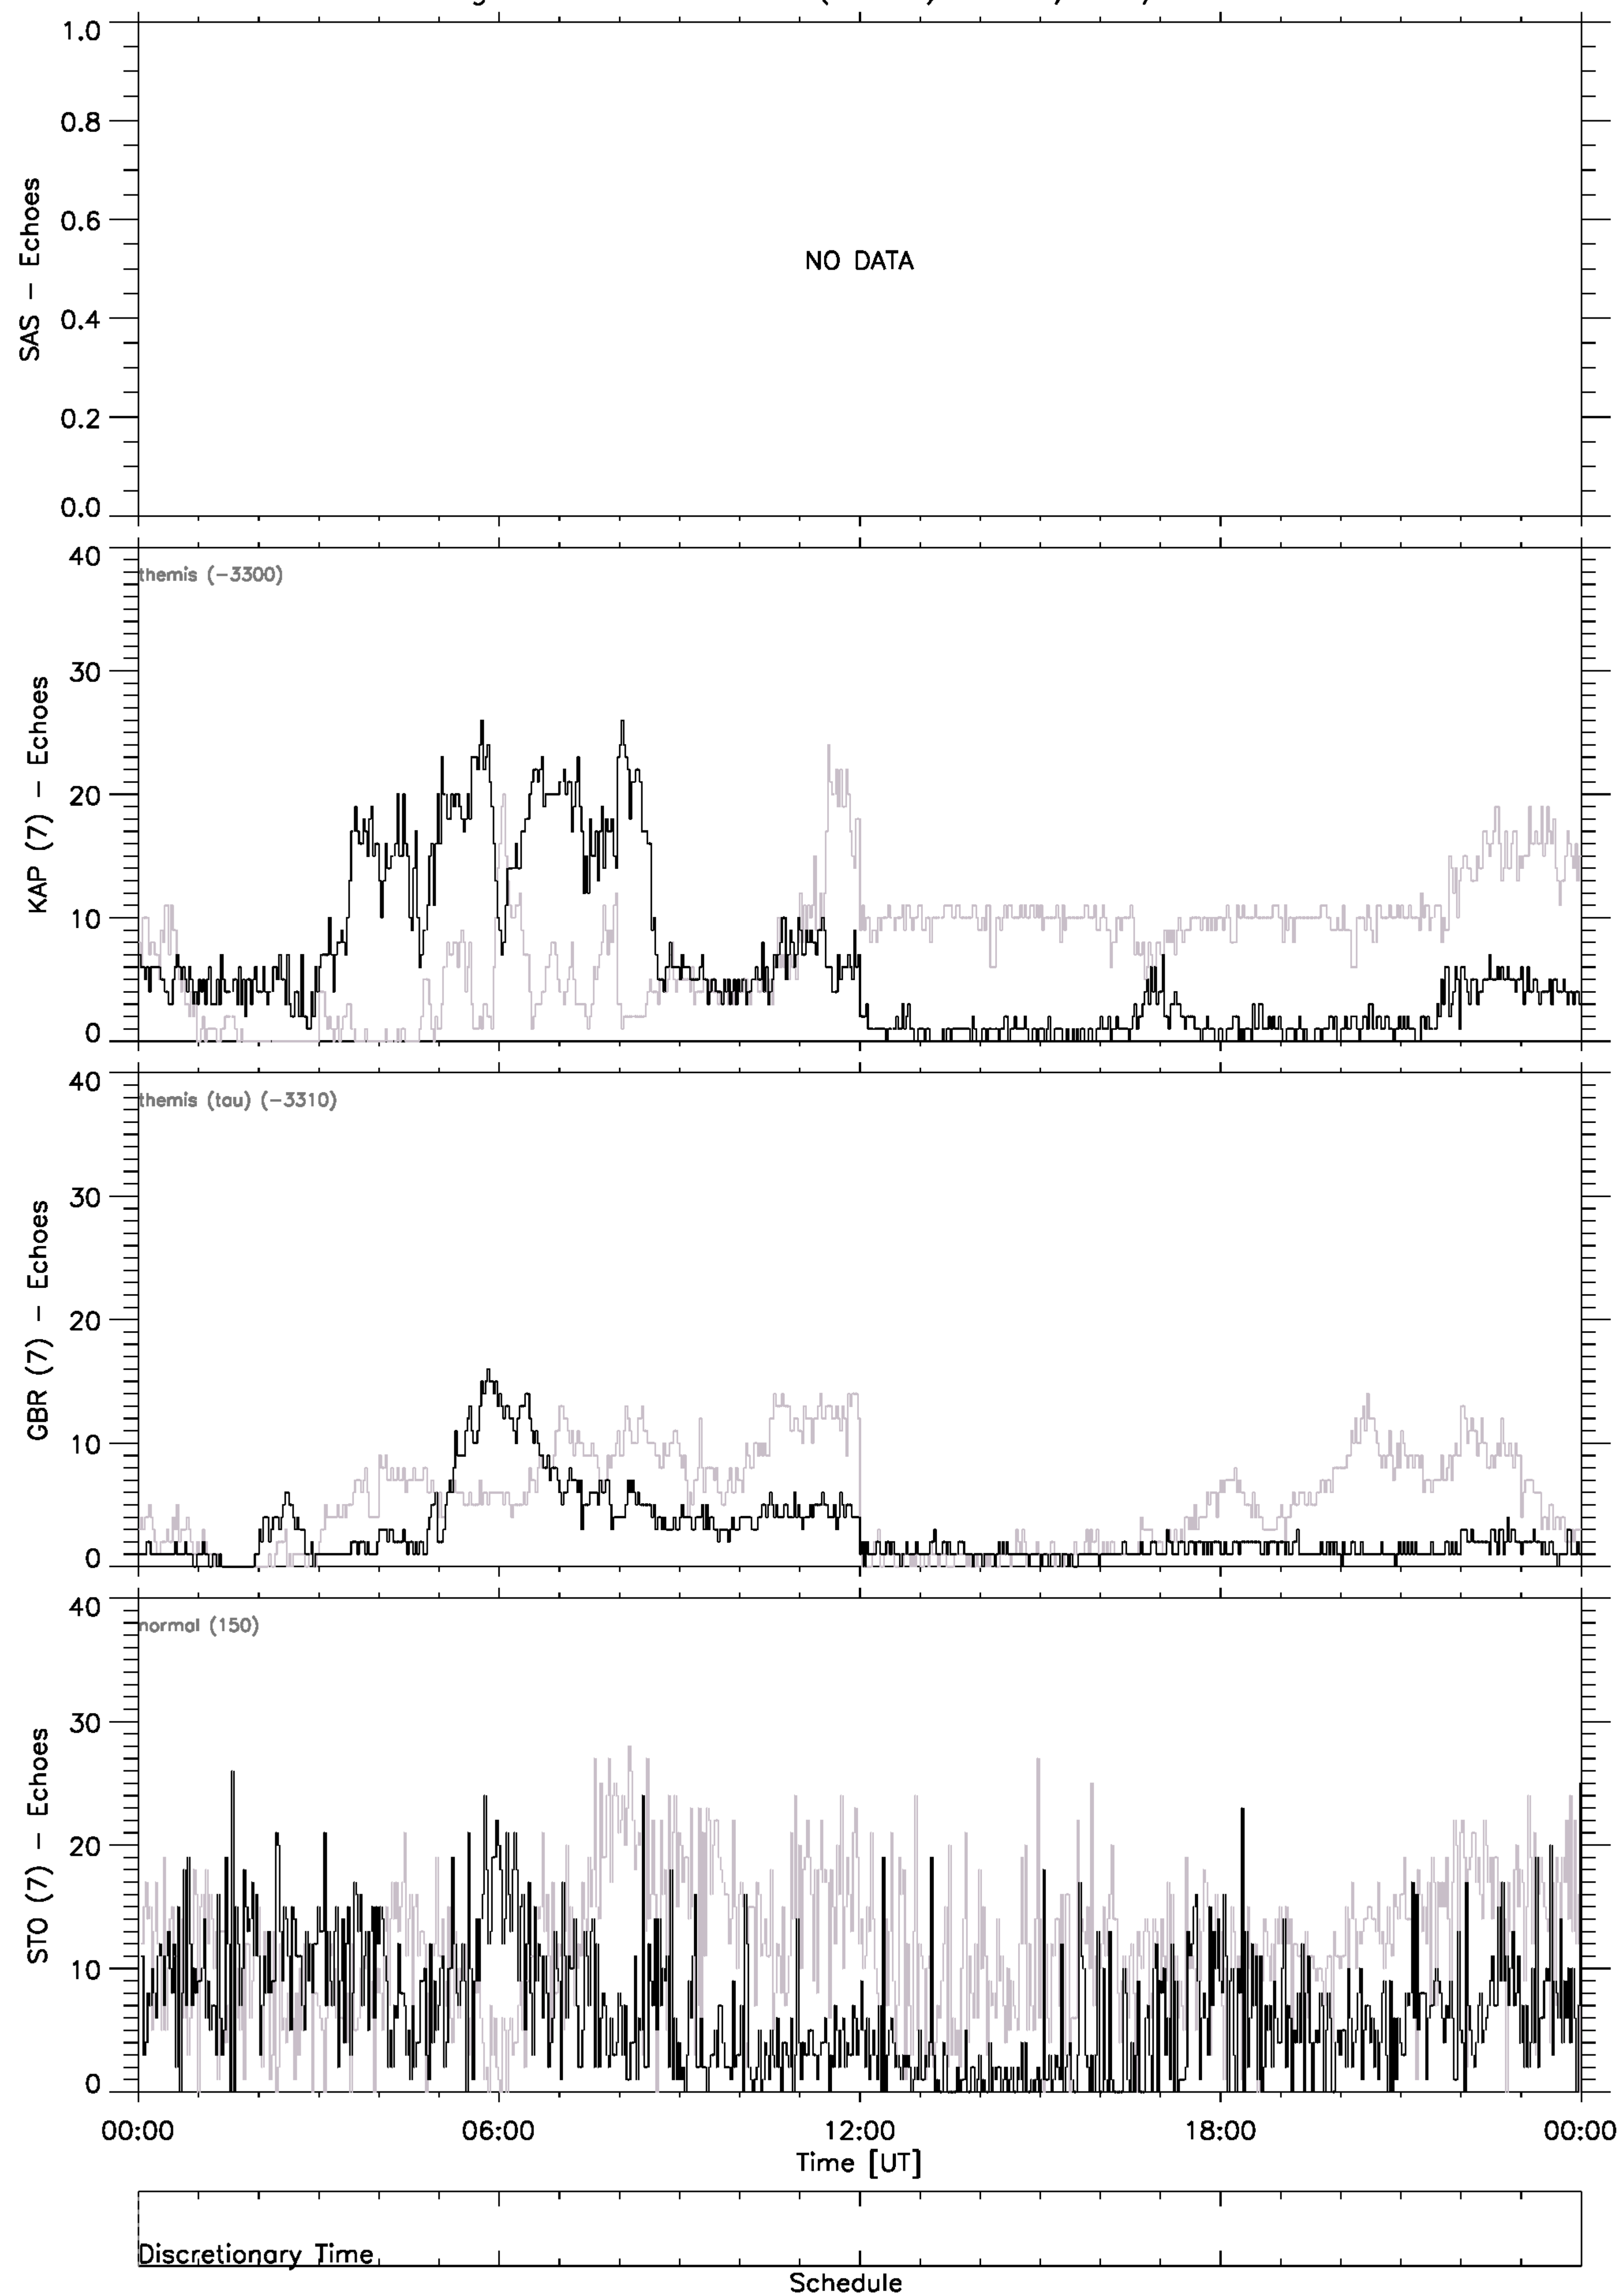 1.0
0.8
0.6
0.4
0.2
0.0
SAS - Echoes
NO DATA
40
30
20
10
0
KAP (7) - Echoes
themis (-3300)
40
30
20
10
0
GBR (7) - Echoes
themis (tau) (-3310)
40
30
20
10
0
STO (7) - Echoes
normal (150)
00:00 06:00 12:00 18:00 00:00
Time [UT]
Discretionary Time
Schedule